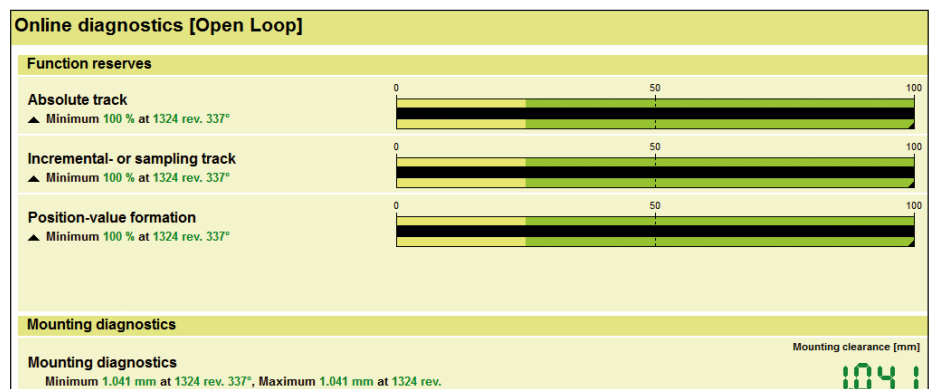 Online diagnostics [Open Loop]
Function reserves
0 50 100
Absolute track
Minimum 100 % at 1324 rev. 337°
0 50 100
Incremental- or sampling track
Minimum 100 % at 1324 rev. 337°
0 50 100
Position-value formation
Minimum 100 % at 1324 rev. 337°
Mounting diagnostics
Mounting clearance [mm]
Mounting diagnostics
Minimum 1.041 mm at 1324 rev. 337°, Maximum 1.041 mm at 1324 rev.
1.041